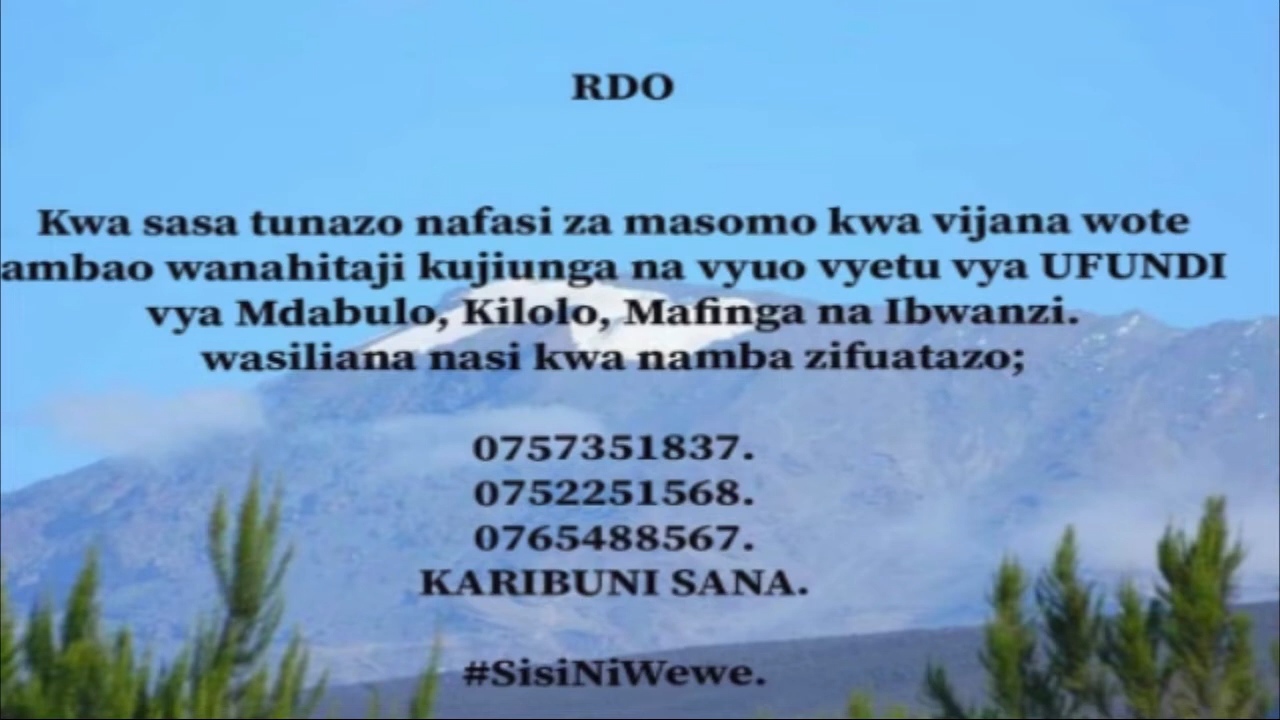 RDO
Kwa sasa tunazo nafasi za masomo kwa vijana wote
ambao wanahitaji kujiunga na vyuo vyetu vya UFUNDI
vya Mdabulo, Kilolo, Mafinga na Ibwanzi.
wasiliana nasi kwa namba zifuatazo;
0757351837.
0752251568.
0765488567.
KARIBUNI SANA.
#SisiNiWewe.